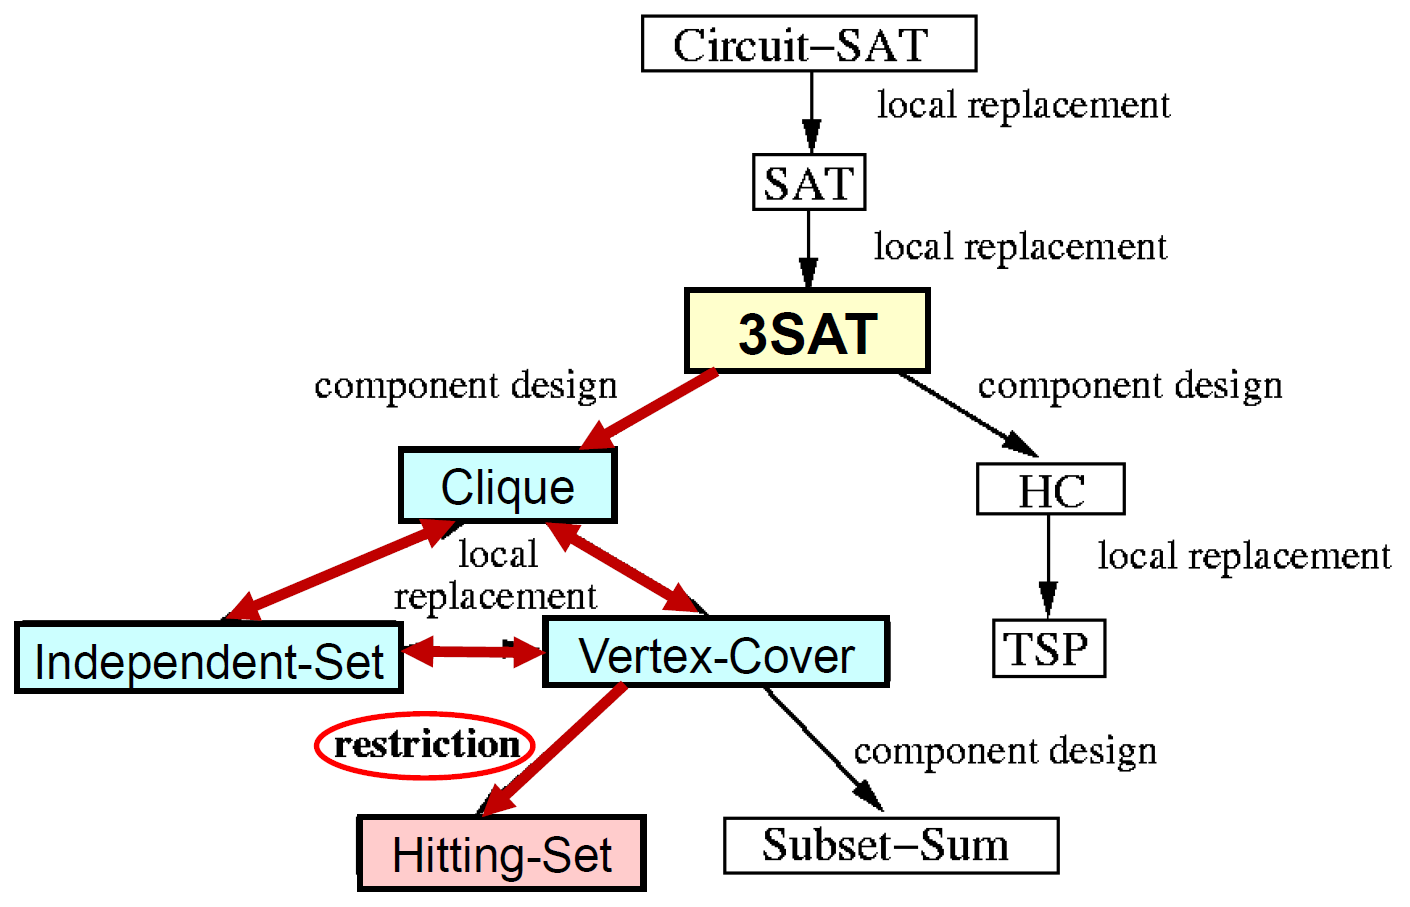 Circuit–SAT
local replacement
SAT
local replacement
3SAT
component design
component design
Clique
HC
local
replacement
local replacement
Independent-Set
Vertex-Cover
TSP
restriction
component design
Hitting-Set
Subset–Sum